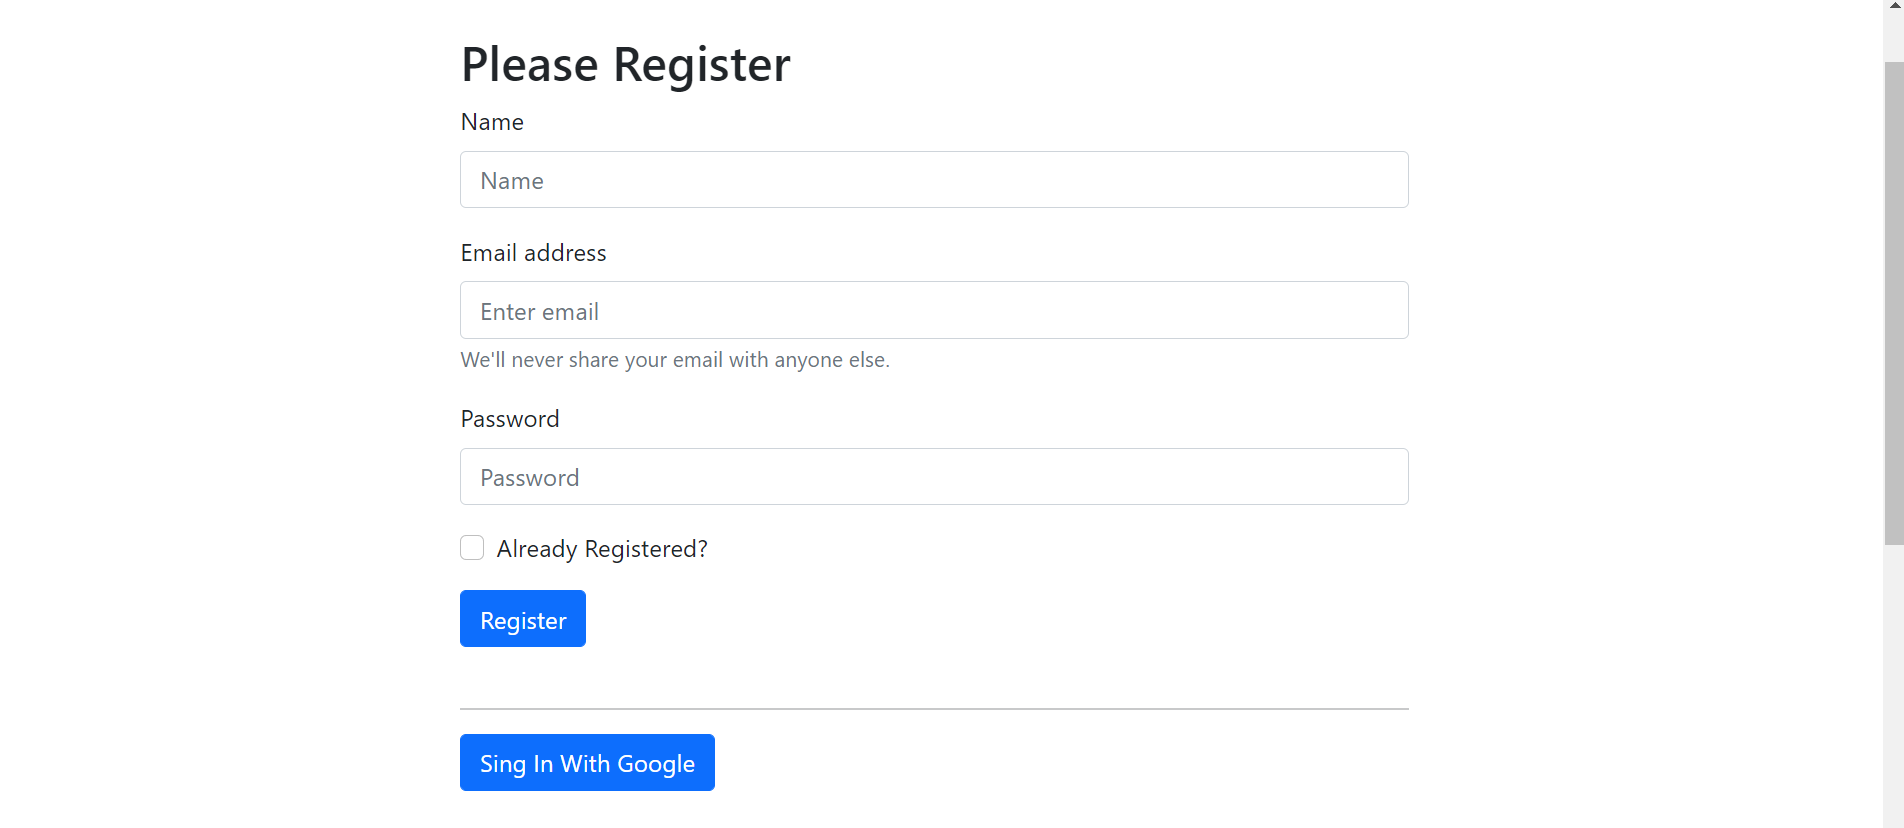 Please Register
Name
Name
Email address
Enter email
We'll never share your email with anyone else.
Password
Password
Already Registered?
Register
Sing In With Google